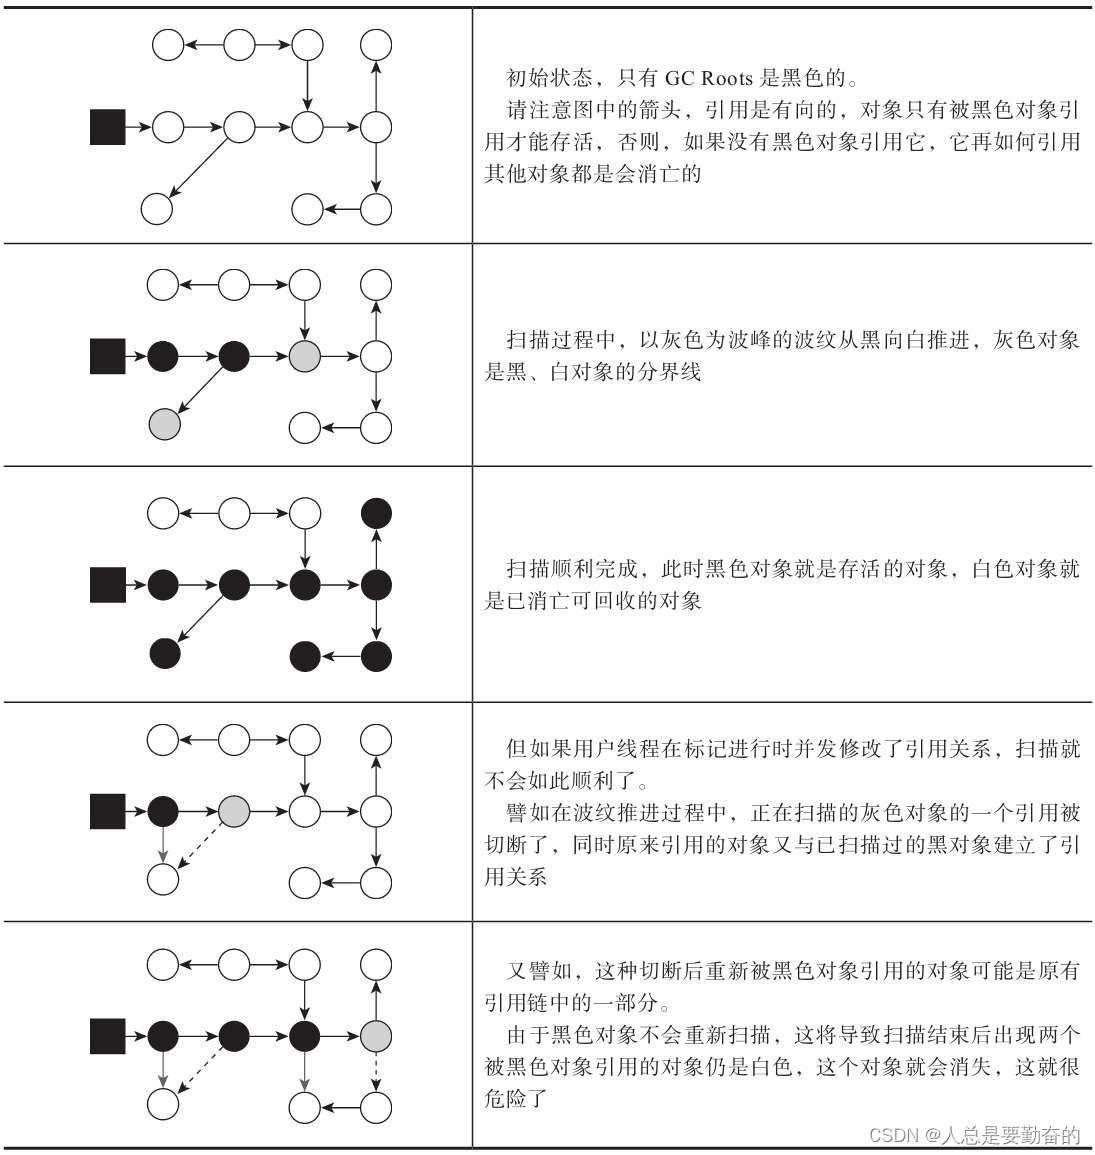 初始状态，只有 GC Roots 是黑色的。
请注意图中的箭头，引用是有向的，对象只有被黑色对象引
用才能存活，否则，如果没有黑色对象引用它，它再如何引用
其他对象都是会消亡的
扫描过程中，以灰色为波峰的波纹从黑向白推进，灰色对象
是黑、白对象的分界线
扫描顺利完成，此时黑色对象就是存活的对象，白色对象就
是已消亡可回收的对象
但如果用户线程在标记进行时并发修改了引用关系，扫描就
不会如此顺利了。
譬如在波纹推进过程中，正在扫描的灰色对象的一个引用被
切断了，同时原来引用的对象又与已扫描过的黑对象建立了引
用关系
又譬如，这种切断后重新被黑色对象引用的对象可能是原有
引用链中的一部分。
由于黑色对象不会重新扫描，这将导致扫描结束后出现两个
被黑色对象引用的对象仍是白色，这个对象就会消失，这就很
危险了
CSDN @人总是要勤奋的